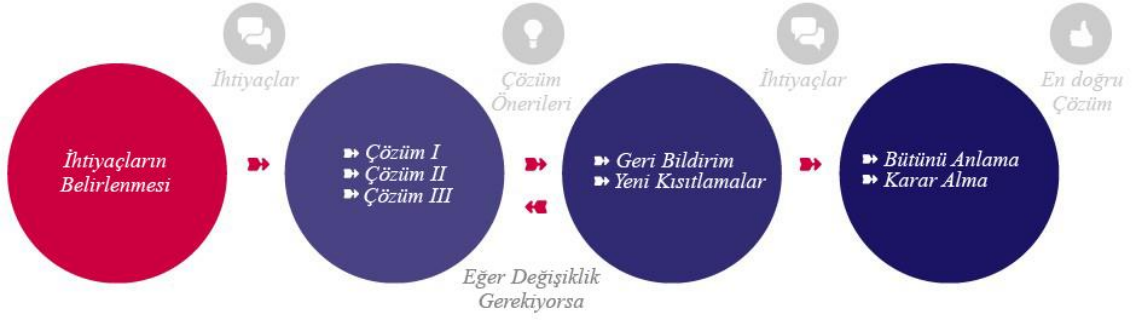 İhtiyaçlar
Çözüm
Önerileri
İhtiyaçlar
En doğru
Çözüm
İhtiyaçların
Belirlenmesi
Çözüm I
Çözüm II
Çözüm III
Geri Bildirim
Yeni Kısıtlamalar
Bütünü Anlama
Karar Alma
Eğer Değişiklik
Gerekiyorsa